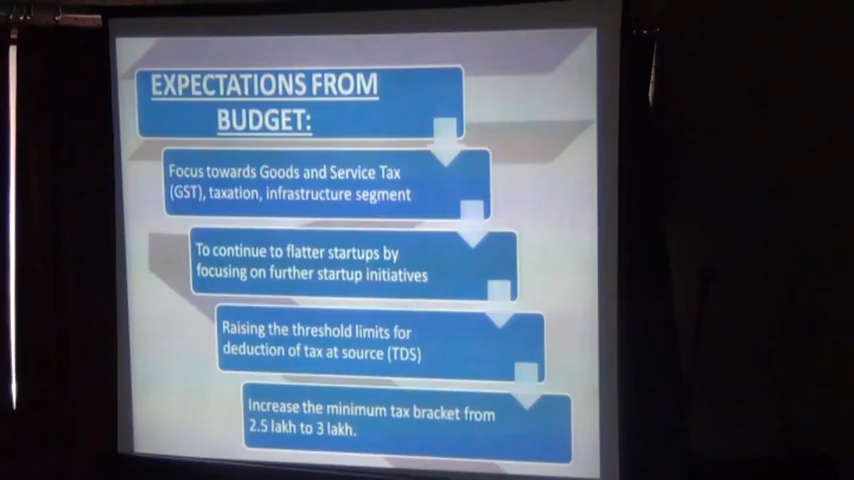 EXPECTATIONS FROM
BUDGET:
Focus towards Goods and Service Tax
(GST), taxation, infrastructure segment
To continue to flatter startups by
focusing on further startup initiatives
Raising the threshold limits for
deduction of tax at source (TDS)
Increase the minimum tax bracket from
2.5 lakh to 3 lakh.